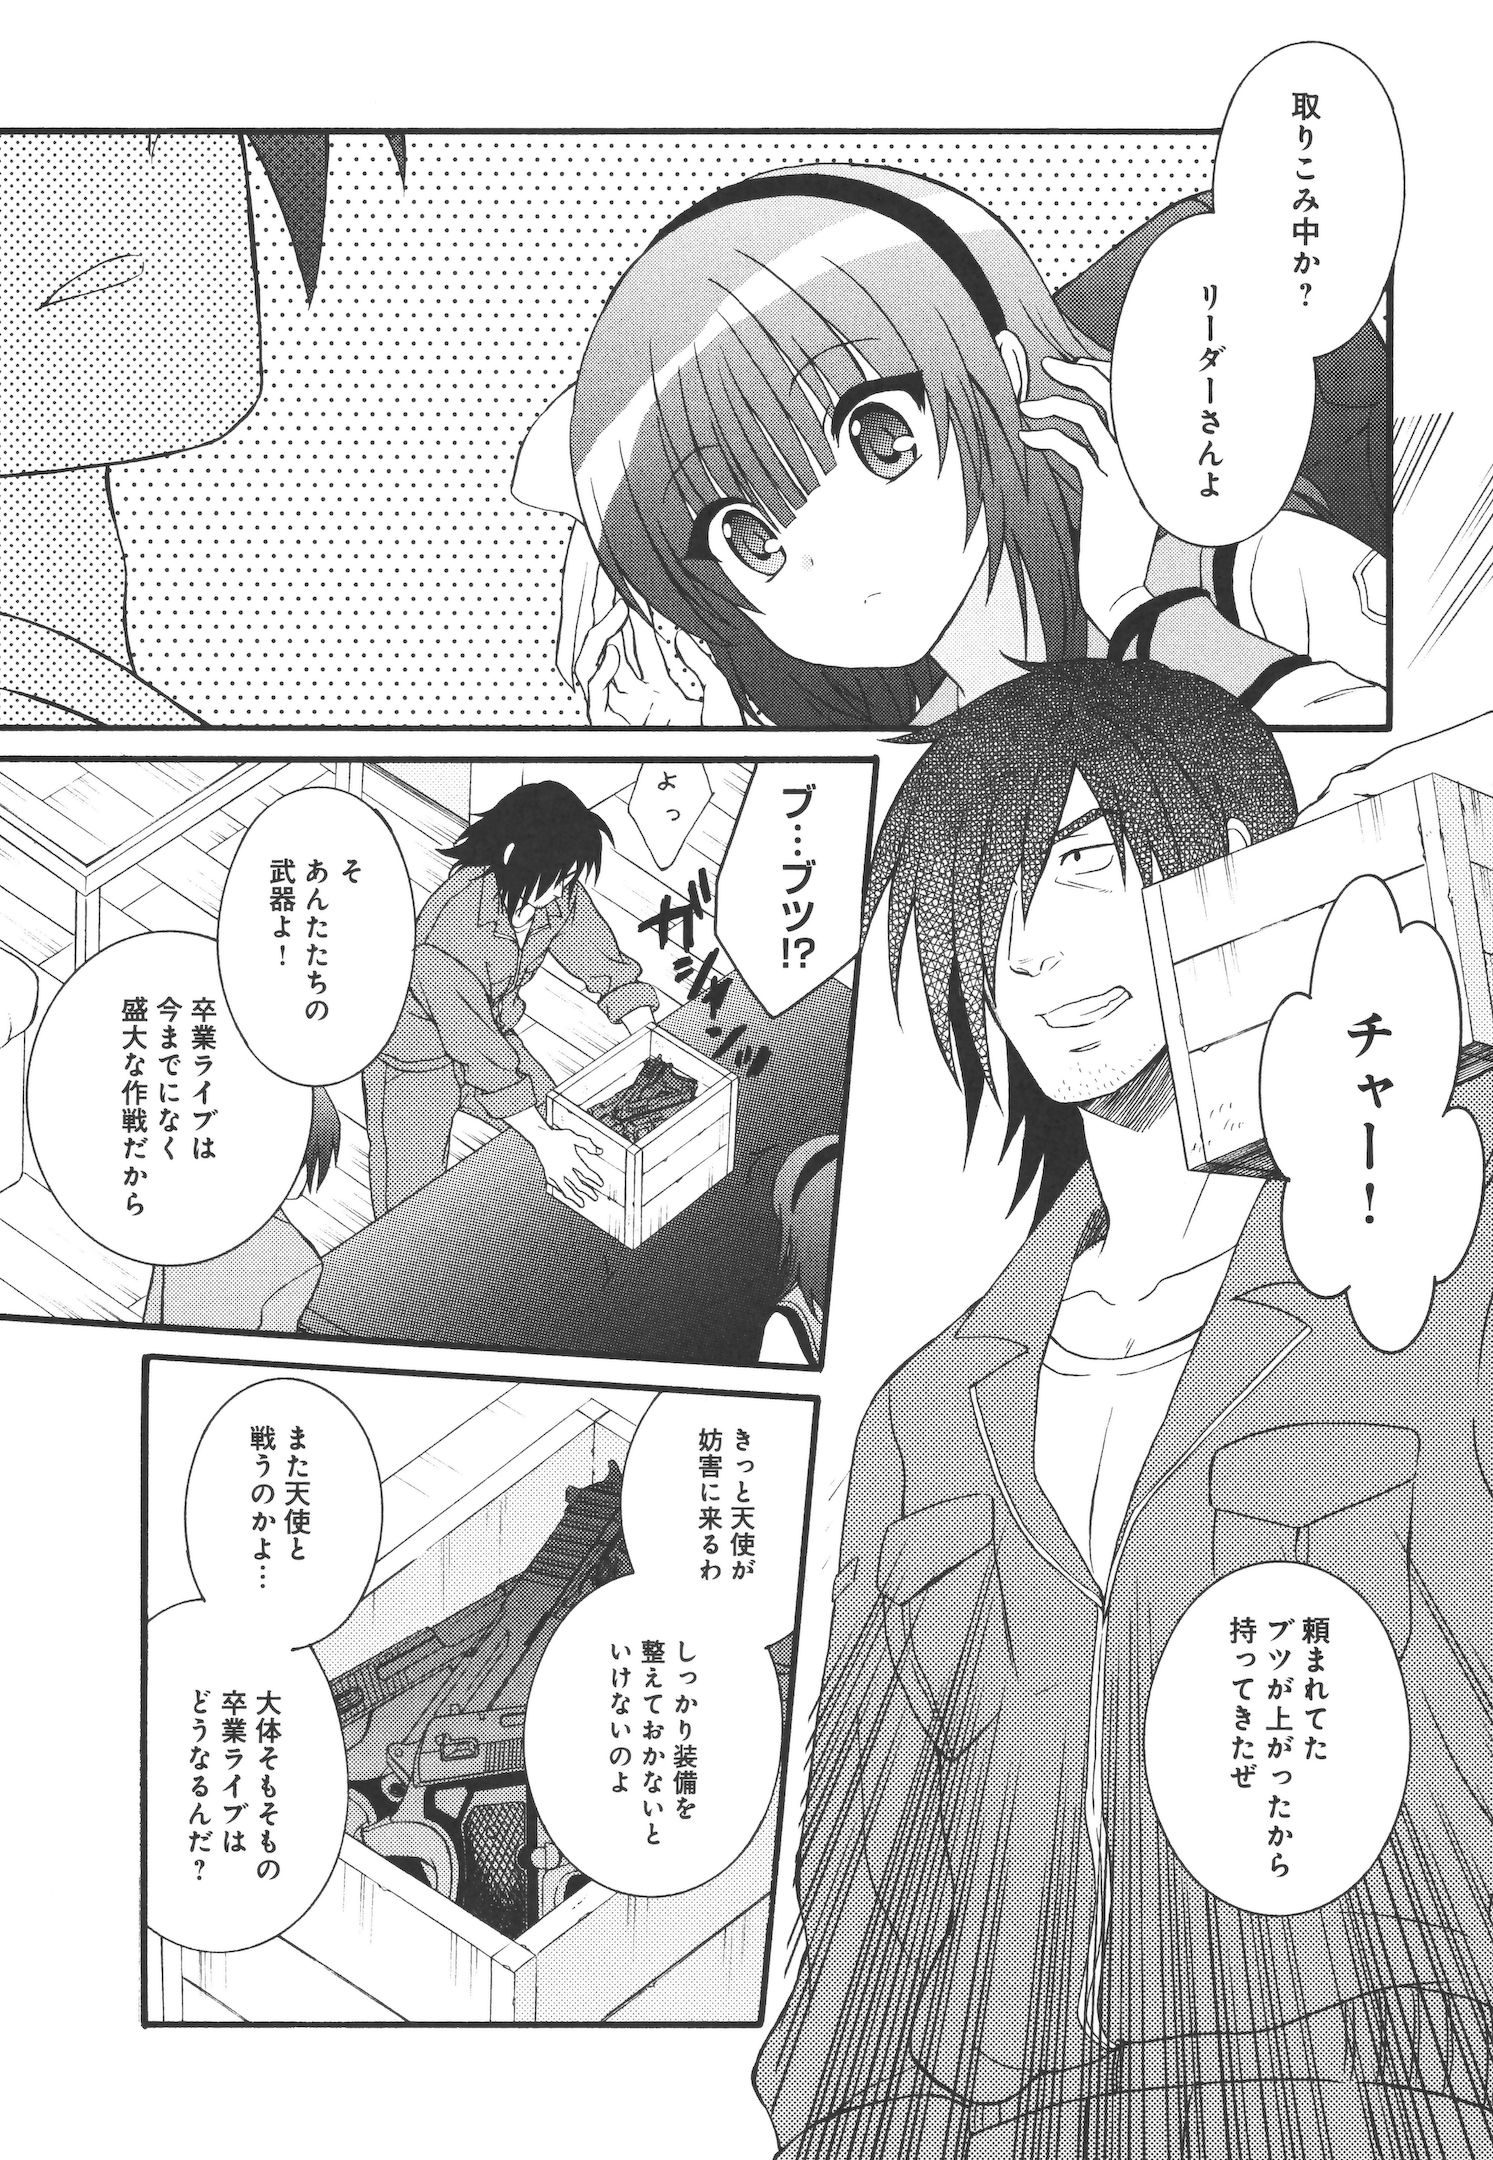 取りこみ中か?
リーダーさんよ
チャー!
頼まれてた
ブツが上がったから
持ってきたぜ
ブ…ブツ!?
よっ
ガシャンッ
そ
あんたたちの
武器よ!
卒業ライブは
今までになく
盛大な作戦だから
きっと天使が
妨害に来るわ
しっかり装備を
整えておかないと
いけないのよ
また天使と
戦うのかよ…
大体そもそもの
卒業ライブは
どうなるんだ?